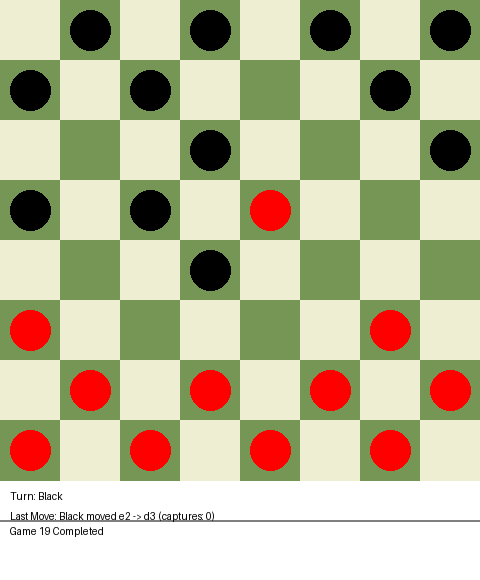 Turn: Black
Last Move: Black moved e2 -> d3 (captures: 0)
Game 19 Completed